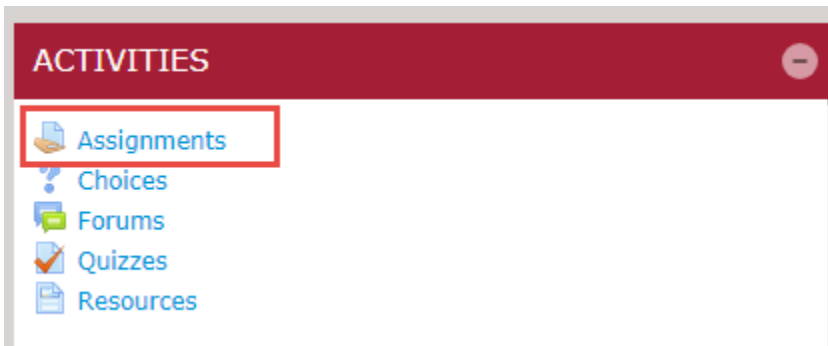 ACTIVITIES
Assignments
Choices
Forums
Quizzes
Resources